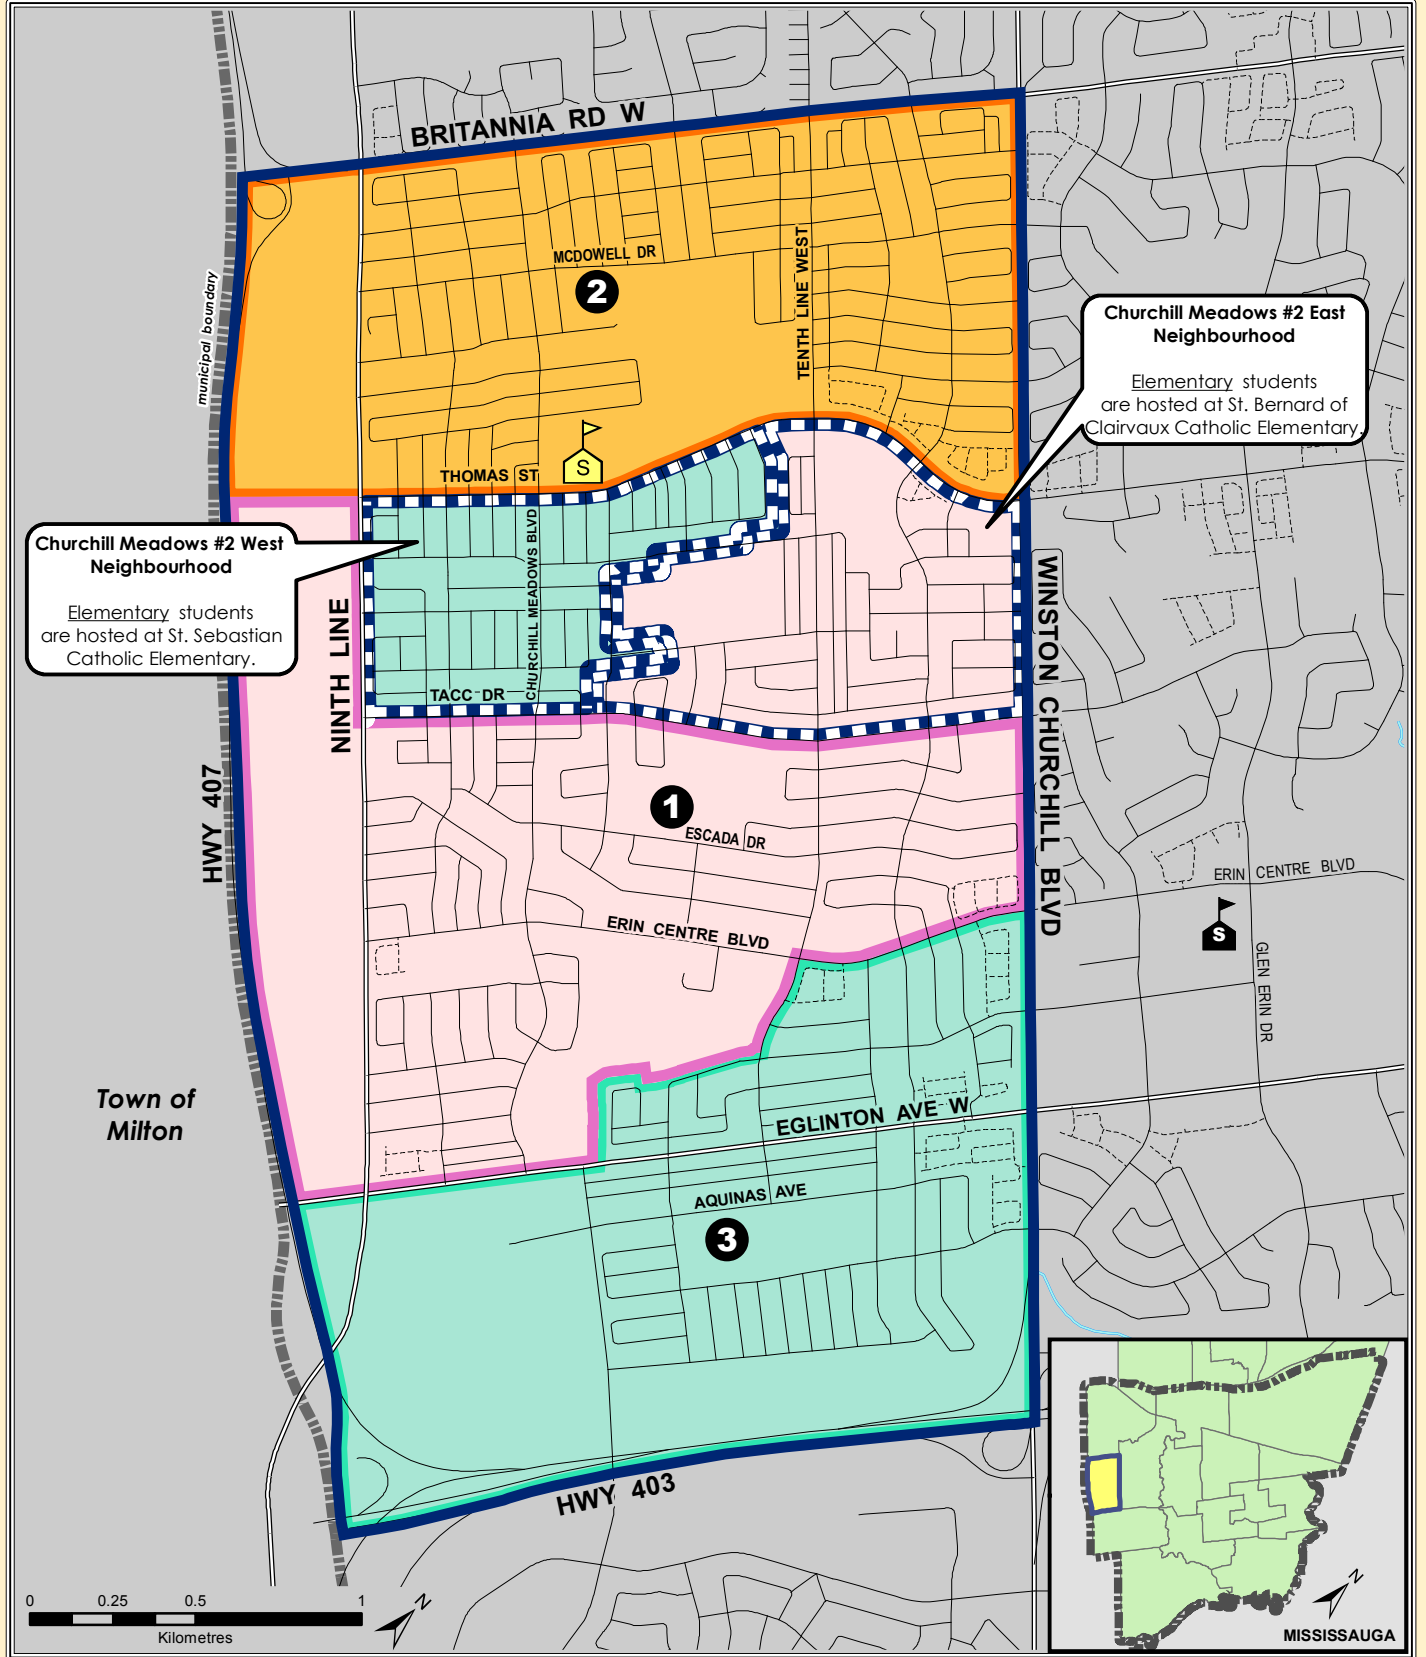 BRITANNIA RD W
MCDOWELL DR
2
TENTH LINE WEST
municipal boundary
Churchill Meadows #2 East
Neighbourhood
Elementary students
are hosted at St. Bernard of
Clairvaux Catholic Elementary.
THOMAS ST
S
CHURCHILL MEADOWS BLVD
Churchill Meadows #2 West
Neighbourhood
Elementary students
are hosted at St. Sebastian
Catholic Elementary.
NINTH LINE
TACC DR
WINSTON CHURCHILL BLVD
HWY 407
1
ESCADA DR
ERIN CENTRE BLVD
ERIN CENTRE BLVD
S
GLEN ERIN DR
Town of
Milton
EGLINTON AVE W
AQUINAS AVE
3
HWY 403
0 0.25 0.5 1
Kilometres
N
N
MISSISSAUGA